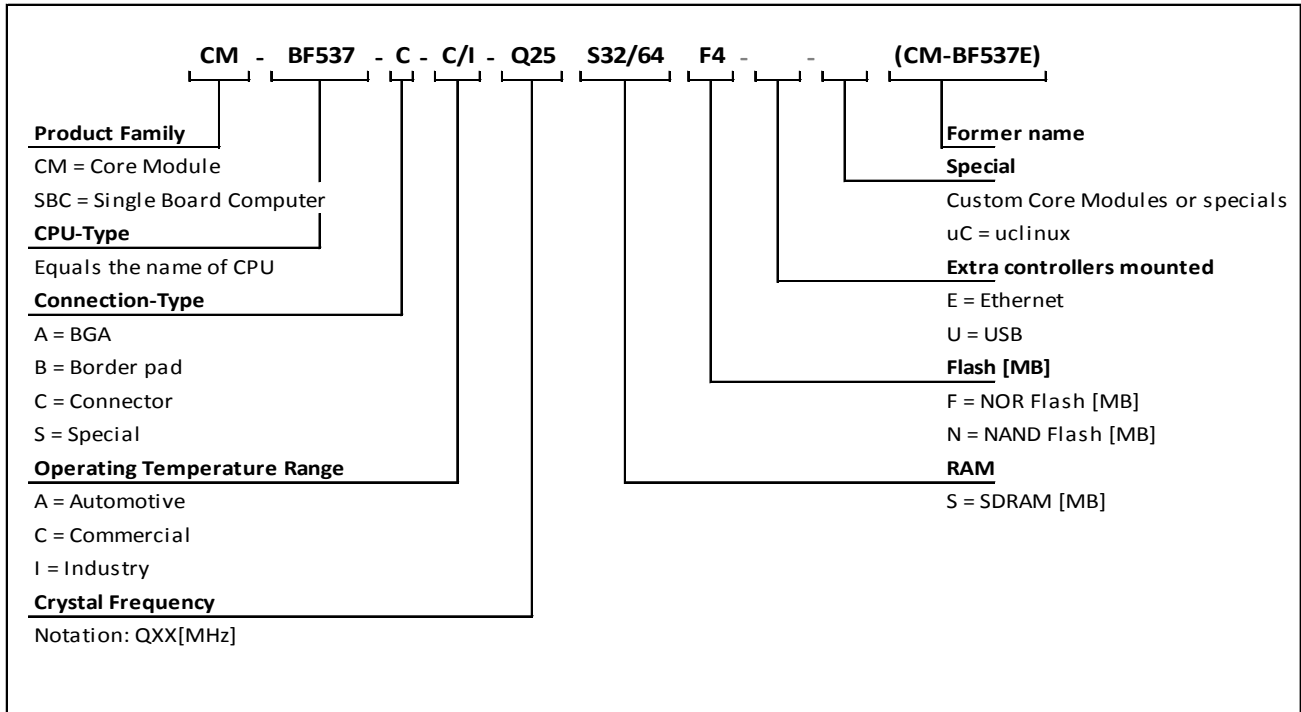 CM - BF537 - C - C/I - Q25 S32/64 F4 - - (CM-BF537E)
Product Family
CM = Core Module
SBC = Single Board Computer
CPU-Type
Equals the name of CPU
Connection-Type
A = BGA
B = Border pad
C = Connector
S = Special
Operating Temperature Range
A = Automotive
C = Commercial
I = Industry
Crystal Frequency
Notation: QXX[MHz]
Former name
Special
Custom Core Modules or specials
uC = uclinux
Extra controllers mounted
E = Ethernet
U = USB
Flash [MB]
F = NOR Flash [MB]
N = NAND Flash [MB]
RAM
S = SDRAM [MB]